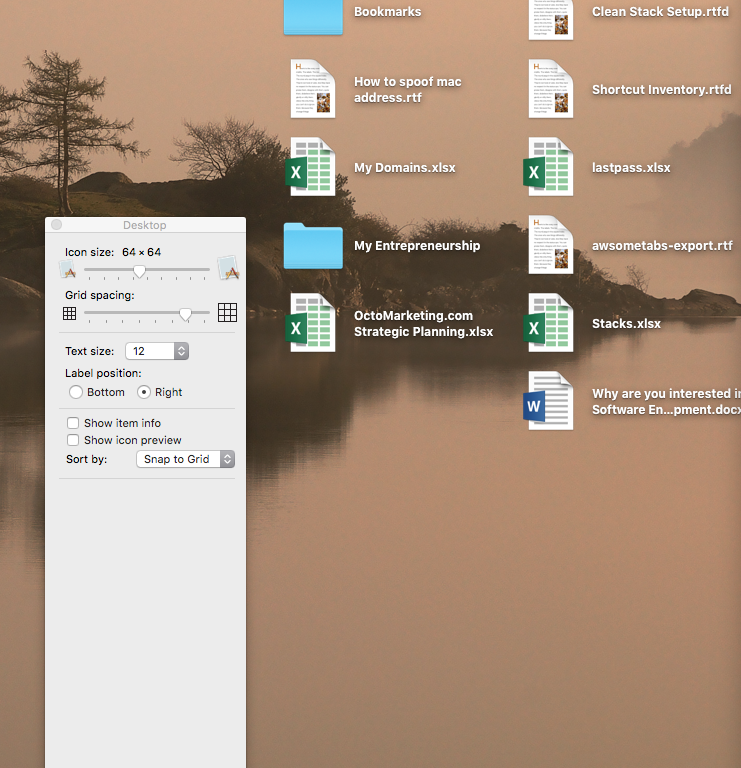 Bookmarks
Clean Stack Setup.rtfd
How to spoof mac
address.rtf
Shortcut Inventory.rtfd
My Domains.xlsx
lastpass.xlsx
Desktop
Icon size: 64 × 64
Grid spacing:
Text size: 12
Label position:
Bottom Right
Show item info
Show icon preview
Sort by: Snap to Grid
My Entrepreneurship
awsometabs-export.rtf
OctoMarketing.com
Strategic Planning.xlsx
Stacks.xlsx
Why are you interested in
Software En...pment.docx